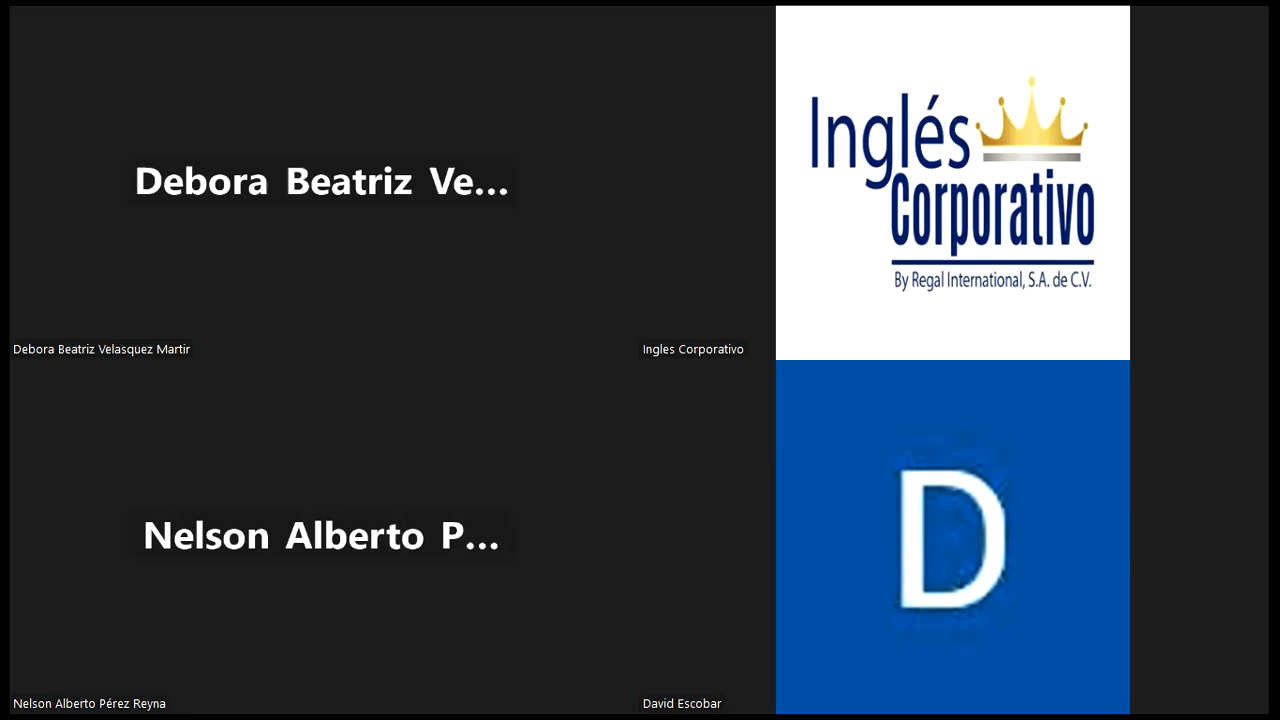 Debora Beatriz Ve...
Debora Beatriz Velasquez Martir
Inglés
Corporativo
By Regal International, S.A. de C.V.
Ingles Corporativo
Nelson Alberto P...
Nelson Alberto Pérez Reyna
D
David Escobar